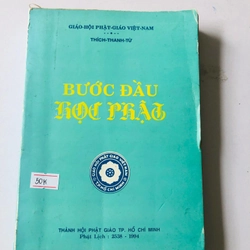 GIÁO-HỘI PHẬT-GIÁO VIỆT-NAM
THÍCH-THANH-TỪ
BƯỚC ĐẦU
HỌC PHẬT
50K
THÀNH HỘI PHẬT GIÁO TP. HỒ CHÍ MINH
Phật Lịch : 2538 - 1994